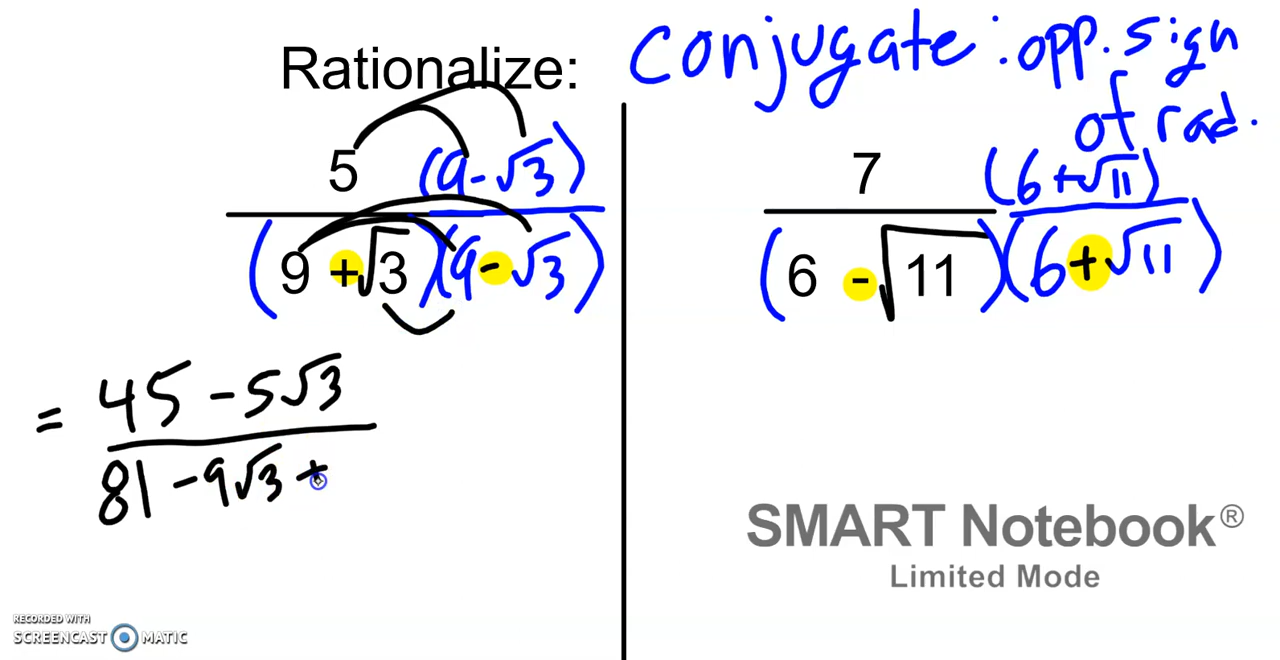 Rationalize:
conjugate: opp. sign
of rad.
5 (9 - √3)
(9 + √3)(9 - √3)
= 45 - 5√3
81 - 9√3 +
7 (6 + √11)
(6 - √11)(6 + √11)
SMART Notebook®
Limited Mode
RECORDED WITH
SCREENCAST MATIC